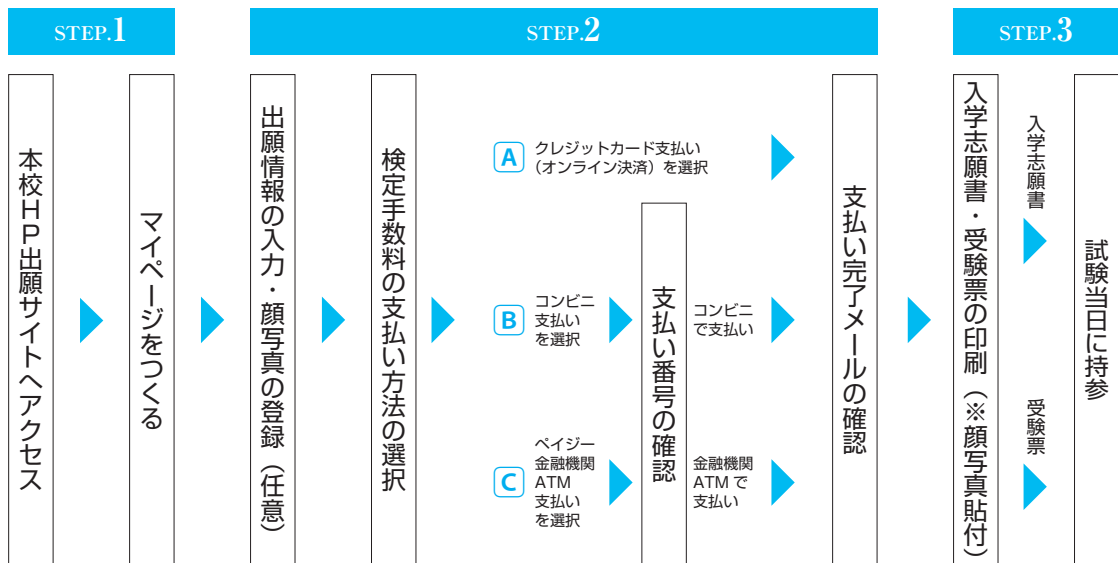 STEP.1
本校HP出願サイトへアクセス
マイページをつくる
STEP.2
出願情報の入力・顔写真の登録（任意）
検定手数料の支払い方法の選択
A
クレジットカード支払い
（オンライン決済）を選択
B
コンビニ
支払い
を選択
C
ペイジー
金融機関
ATM
支払い
を選択
支払い番号の確認
コンビニ
で支払い
金融機関
ATM で
支払い
支払い完了メールの確認
STEP.3
入学志願書・受験票の印刷（※顔写真貼付）
入学志願書
受験票
試験当日に持参